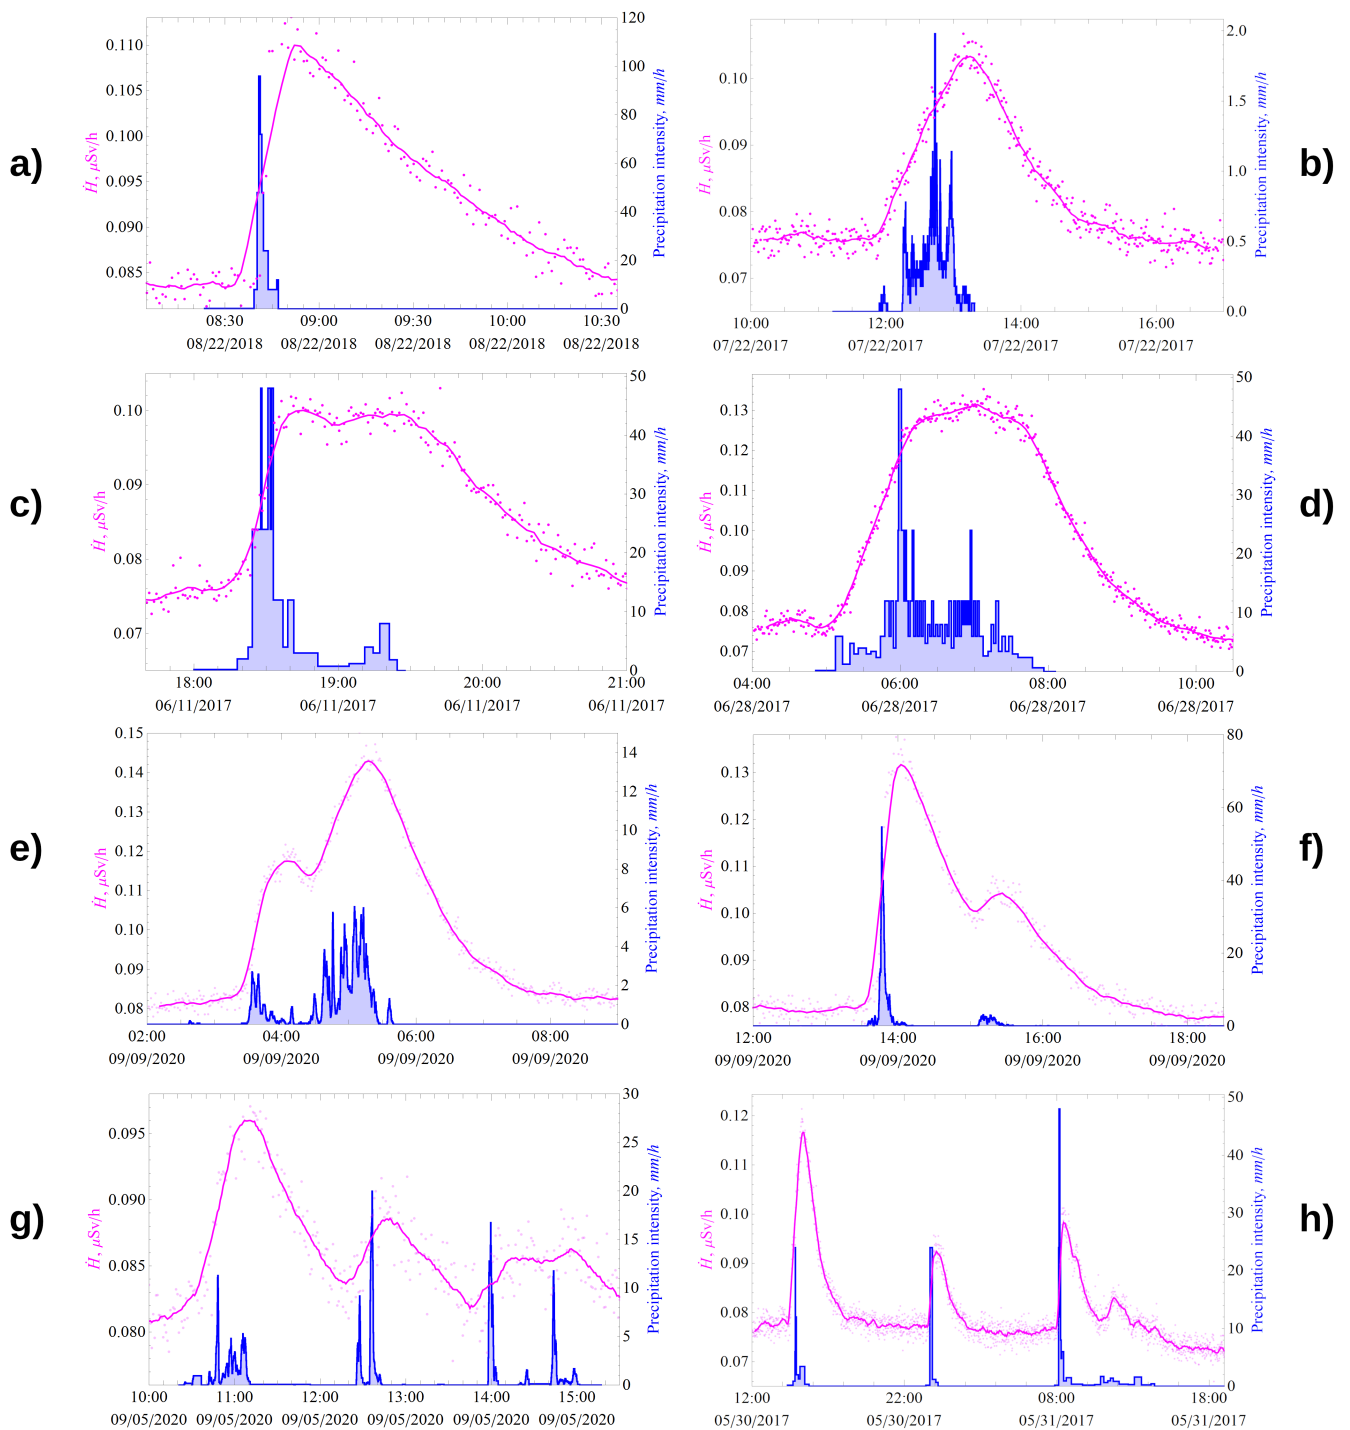 a)
Ḣ, μSv/h
0.110
0.105
0.100
0.095
0.090
0.085
120
100
80
60
40
20
0
Precipitation intensity, mm/h
08:30 09:00 09:30 10:00 10:30
08/22/2018 08/22/2018 08/22/2018 08/22/2018 08/22/2018
b)
Ḣ, μSv/h
0.10
0.09
0.08
0.07
2.0
1.5
1.0
0.5
0.0
Precipitation intensity, mm/h
10:00 12:00 14:00 16:00
07/22/2017 07/22/2017 07/22/2017 07/22/2017
c)
Ḣ, μSv/h
0.10
0.09
0.08
0.07
50
40
30
20
10
0
Precipitation intensity, mm/h
18:00 19:00 20:00 21:00
06/11/2017 06/11/2017 06/11/2017 06/11/2017
d)
Ḣ, μSv/h
0.13
0.12
0.11
0.10
0.09
0.08
0.07
50
40
30
20
10
0
Precipitation intensity, mm/h
04:00 06:00 08:00 10:00
06/28/2017 06/28/2017 06/28/2017 06/28/2017
e)
Ḣ, μSv/h
0.15
0.14
0.13
0.12
0.11
0.10
0.09
0.08
14
12
10
8
6
4
2
0
Precipitation intensity, mm/h
02:00 04:00 06:00 08:00
09/09/2020 09/09/2020 09/09/2020 09/09/2020
f)
Ḣ, μSv/h
0.13
0.12
0.11
0.10
0.09
0.08
80
60
40
20
0
Precipitation intensity, mm/h
12:00 14:00 16:00 18:00
09/09/2020 09/09/2020 09/09/2020 09/09/2020
g)
Ḣ, μSv/h
0.095
0.090
0.085
0.080
30
25
20
15
10
5
0
Precipitation intensity, mm/h
10:00 11:00 12:00 13:00 14:00 15:00
09/05/2020 09/05/2020 09/05/2020 09/05/2020 09/05/2020 09/05/2020
h)
Ḣ, μSv/h
0.12
0.11
0.10
0.09
0.08
0.07
50
40
30
20
10
0
Precipitation intensity, mm/h
12:00 22:00 08:00 18:00
05/30/2017 05/30/2017 05/31/2017 05/31/2017